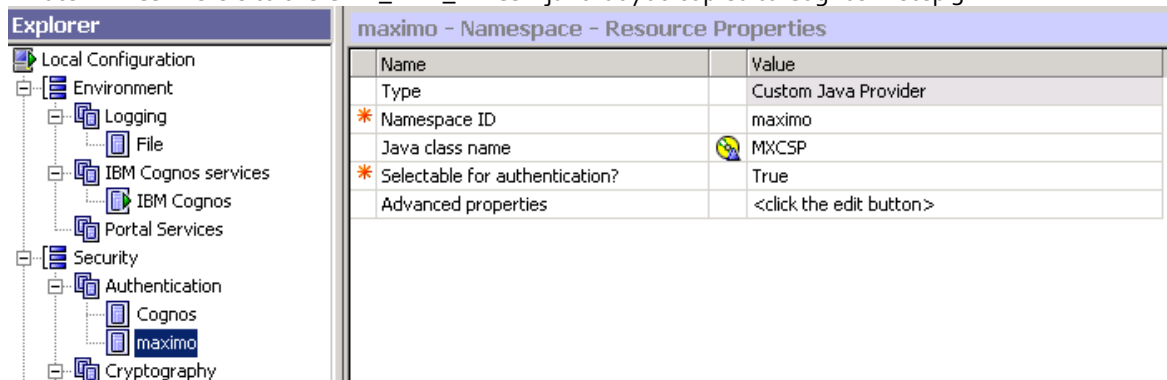 Explorer
Local Configuration
Environment
Logging
File
IBM Cognos services
IBM Cognos
Portal Services
Security
Authentication
Cognos
maximo
Cryptography
maximo - Namespace - Resource Properties
Name Value
Type Custom Java Provider
* Namespace ID maximo
Java class name MXCSP
* Selectable for authentication? True
Advanced properties <click the edit button>